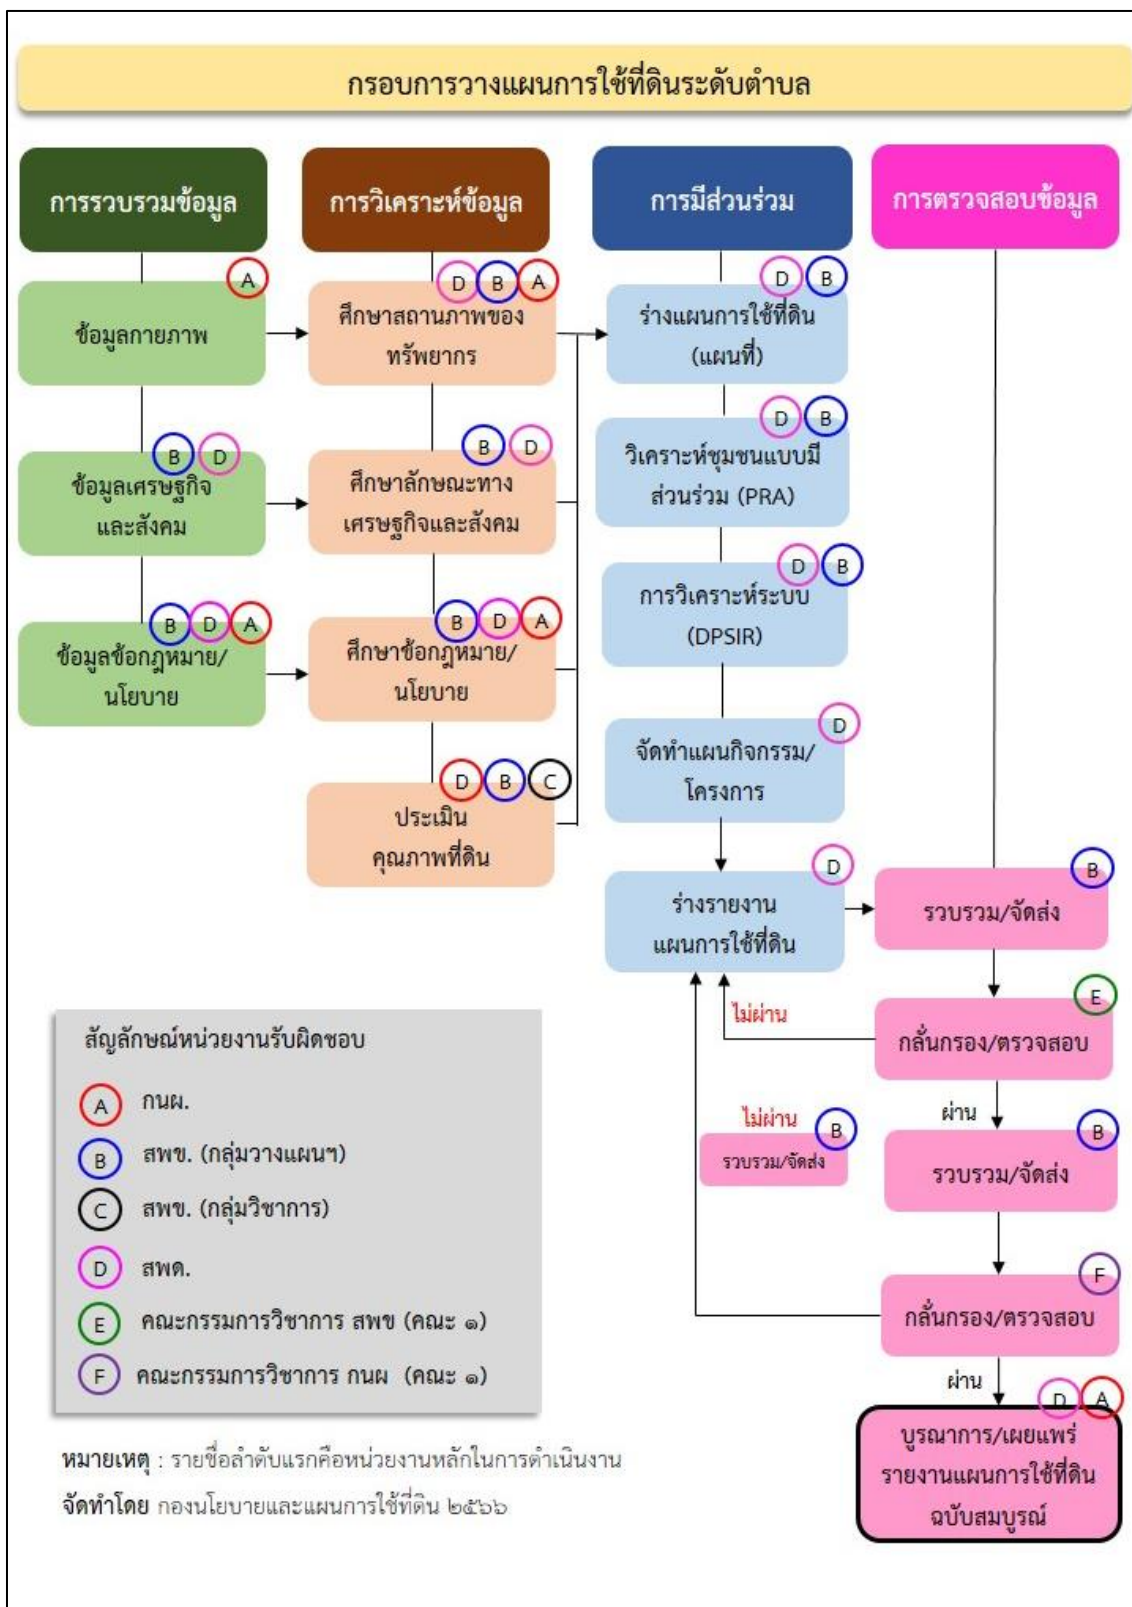 กรอบการวางแผนการใช้ที่ดินระดับตำบล
การรวบรวมข้อมูล
A
ข้อมูลกายภาพ
B D
ข้อมูลเศรษฐกิจ
และสังคม
B D A
ข้อมูลข้อกฎหมาย/
นโยบาย
การวิเคราะห์ข้อมูล
D B A
ศึกษาสถานภาพของ
ทรัพยากร
B D
ศึกษาลักษณะทาง
เศรษฐกิจและสังคม
B D A
ศึกษาข้อกฎหมาย/
นโยบาย
D B C
ประเมิน
คุณภาพที่ดิน
การมีส่วนร่วม
D B
ร่างแผนการใช้ที่ดิน
(แผนที่)
D B
วิเคราะห์ชุมชนแบบมี
ส่วนร่วม (PRA)
D B
การวิเคราะห์ระบบ
(DPSIR)
D
จัดทำแผนกิจกรรม/
โครงการ
D
ร่างรายงาน
แผนการใช้ที่ดิน
การตรวจสอบข้อมูล
B
รวบรวม/จัดส่ง
E
กลั่นกรอง/ตรวจสอบ
ไม่ผ่าน
ผ่าน
B
รวบรวม/จัดส่ง
ไม่ผ่าน
B
รวบรวม/จัดส่ง
F
กลั่นกรอง/ตรวจสอบ
ผ่าน
D A
บูรณาการ/เผยแพร่
รายงานแผนการใช้ที่ดิน
ฉบับสมบูรณ์
สัญลักษณ์หน่วยงานรับผิดชอบ
A กนผ.
B สพข. (กลุ่มวางแผนฯ)
C สพข. (กลุ่มวิชาการ)
D สพด.
E คณะกรรมการวิชาการ สพข (คณะ ๑)
F คณะกรรมการวิชาการ กนผ (คณะ ๑)
หมายเหตุ : รายชื่อลำดับแรกคือหน่วยงานหลักในการดำเนินงาน
จัดทำโดย กองนโยบายและแผนการใช้ที่ดิน ๒๕๖๖